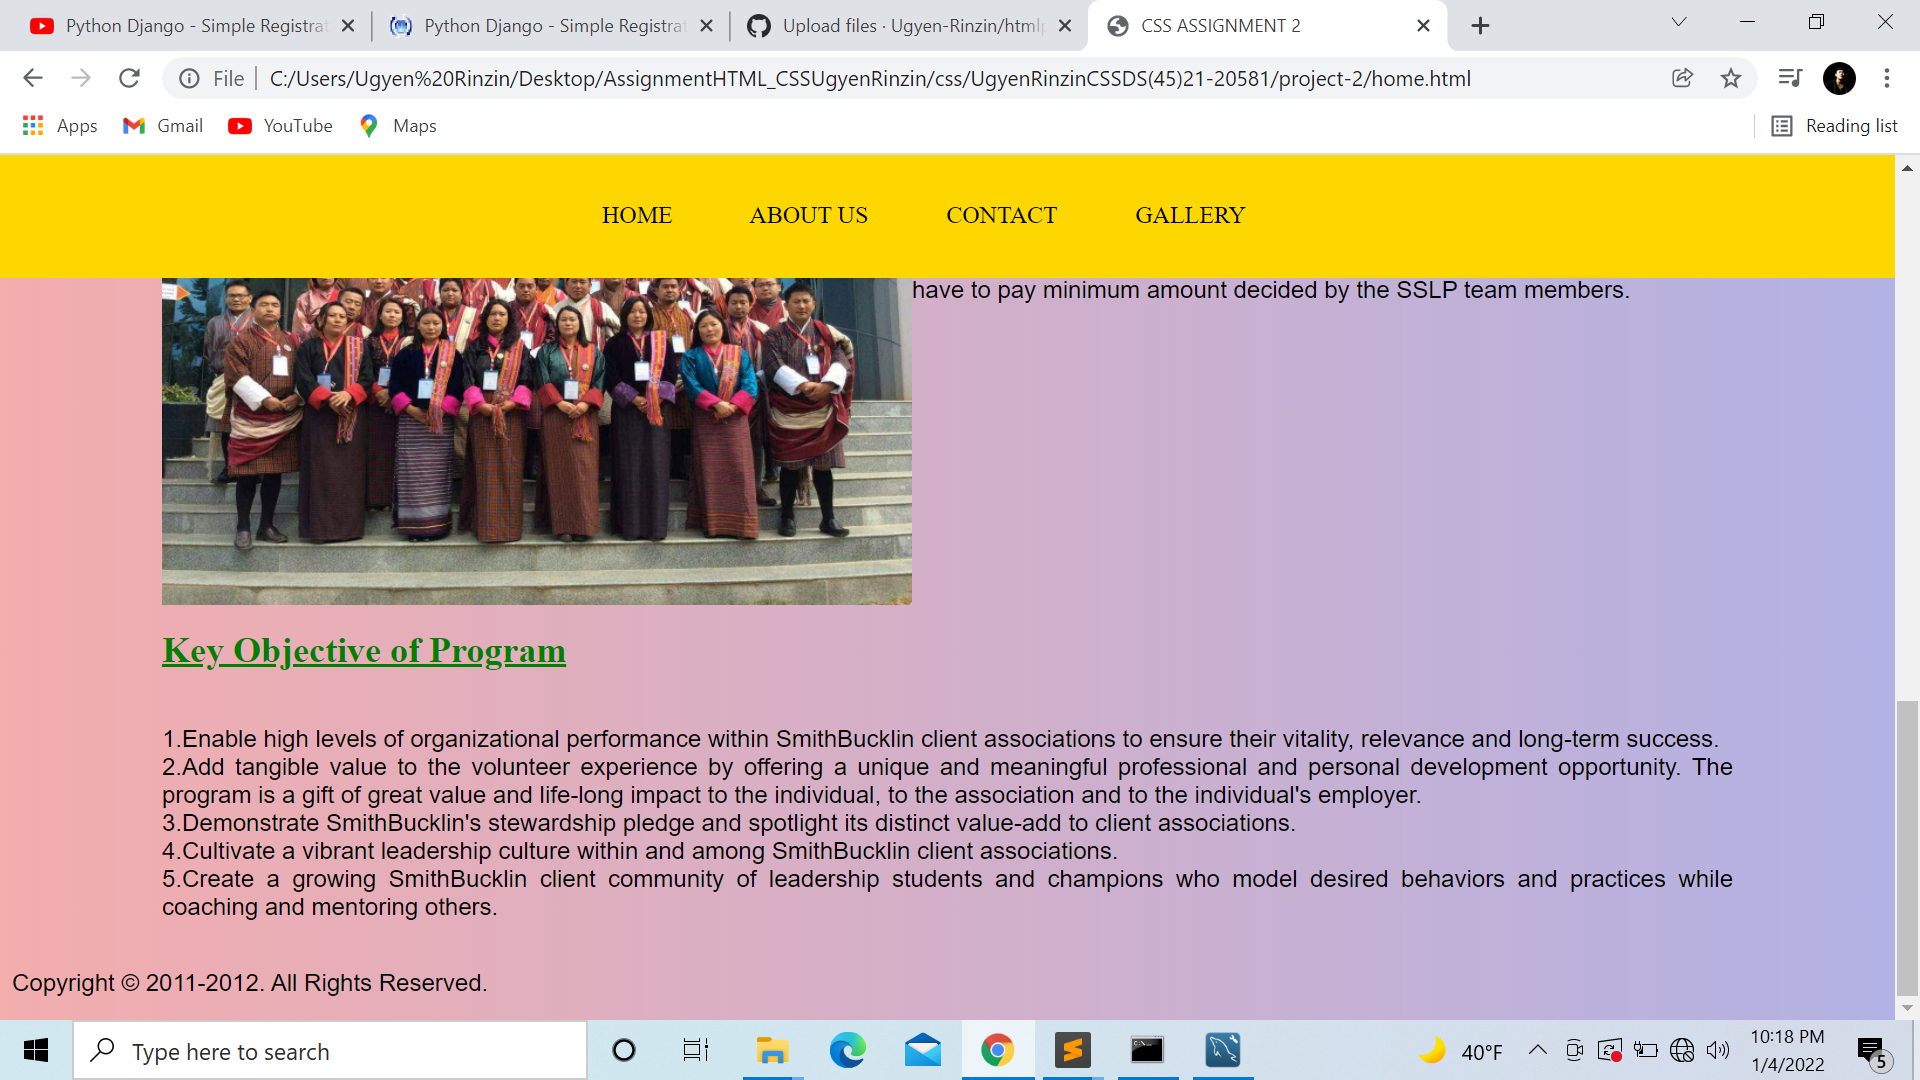 Python Django - Simple Registrat
Python Django - Simple Registrat
Upload files · Ugyen-Rinzin/htmlp
CSS ASSIGNMENT 2
File
C:/Users/Ugyen%20Rinzin/Desktop/AssignmentHTML_CSSUgyenRinzin/css/UgyenRinzinCSSDS(45)21-20581/project-2/home.html
Apps
Gmail
YouTube
Maps
Reading list
HOME
ABOUT US
CONTACT
GALLERY
have to pay minimum amount decided by the SSLP team members.
Key Objective of Program
1.Enable high levels of organizational performance within SmithBucklin client associations to ensure their vitality, relevance and long-term success.
2.Add tangible value to the volunteer experience by offering a unique and meaningful professional and personal development opportunity. The
program is a gift of great value and life-long impact to the individual, to the association and to the individual's employer.
3.Demonstrate SmithBucklin's stewardship pledge and spotlight its distinct value-add to client associations.
4.Cultivate a vibrant leadership culture within and among SmithBucklin client associations.
5.Create a growing SmithBucklin client community of leadership students and champions who model desired behaviors and practices while
coaching and mentoring others.
Copyright © 2011-2012. All Rights Reserved.
Type here to search
40°F
10:18 PM
1/4/2022
5